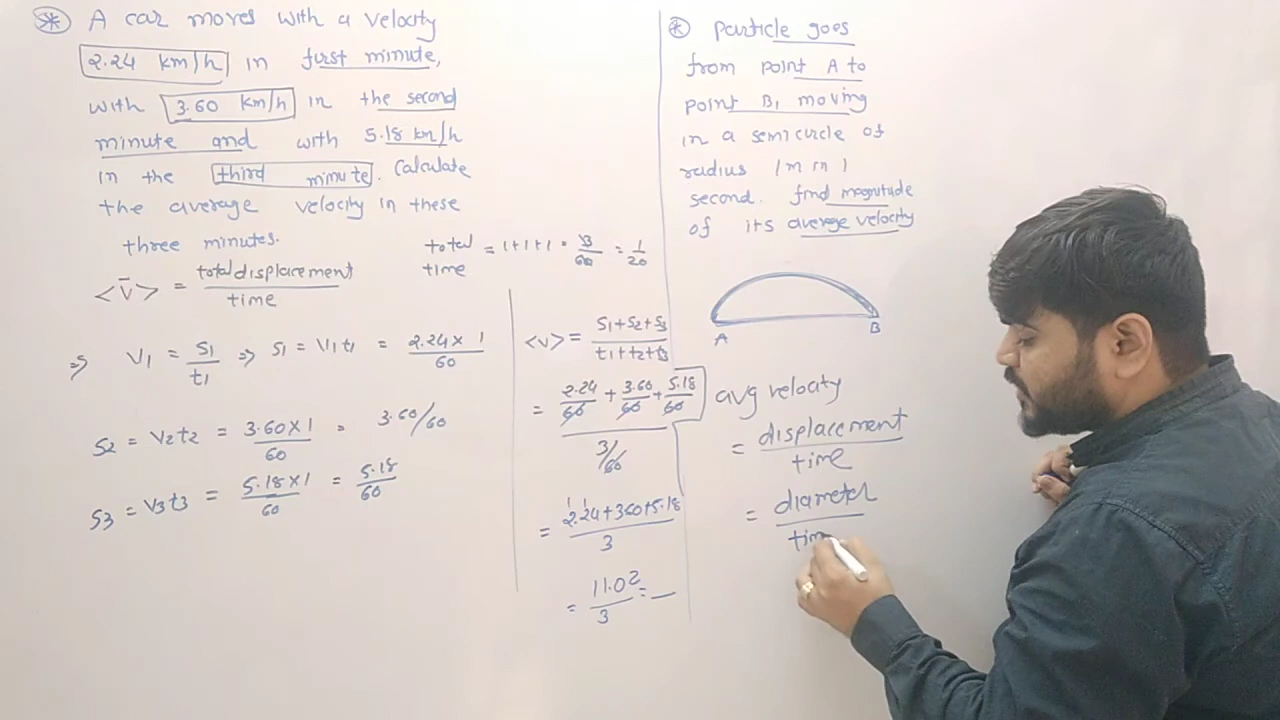 * A car moves with a velocity
2.24 km/h in first minute,
with 3.60 km/h in the second
minute and with 5.18 km/h
in the third minute. Calculate
the average velocity in these
three minutes.
total time = 1+1+1 = 3/60 = 1/20
<v̄> = total displacement / time
⇒ V1 = S1/t1 ⇒ S1 = V1t1 = 2.24×1/60
S2 = V2t2 = 3.60×1/60 = 3.60/60
S3 = V3t3 = 5.18×1/60 = 5.18/60
<v> = S1+S2+S3 / t1+t2+t3
= 2.24/60 + 3.60/60 + 5.18/60
3/60
= 2.24+3.60+5.18 / 3
= 11.02/3 = —
* Particle goes
from point A to
point B, moving
in a semicircle of
radius 1m in 1
second. find magnitude
of its average velocity
A B
avg velocity
= displacement / time
= diameter / tim